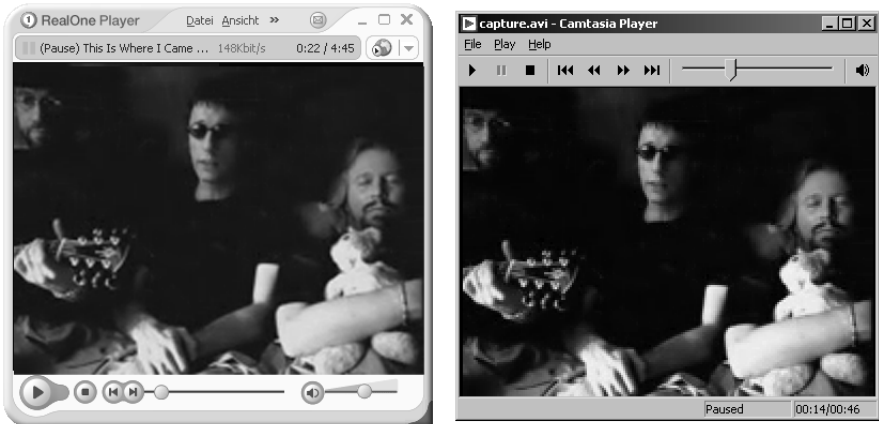 RealOne Player Datei Ansicht »
(Pause) This Is Where I Came ... 148Kbit/s 0:22 / 4:45
capture.avi - Camtasia Player
File Play Help
Paused 00:14/00:46